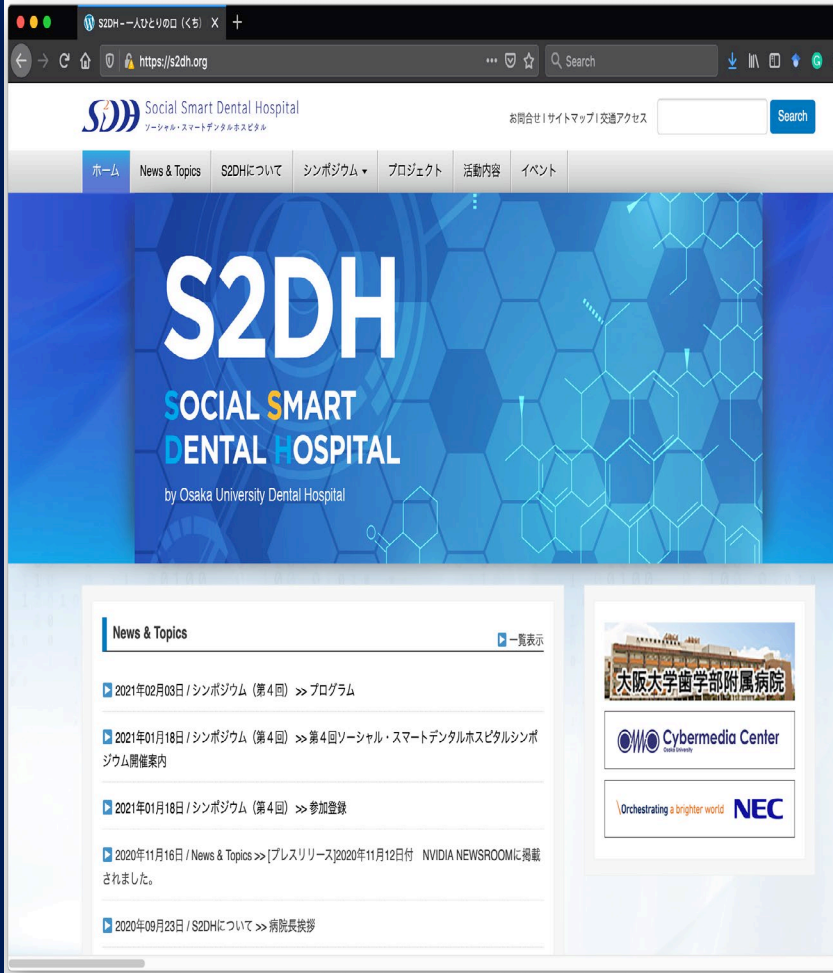 S2DH – 一人ひとりの口（くち）
https://s2dh.org
Search
S2DH Social Smart Dental Hospital
ソーシャル・スマートデンタルホスピタル
お問合せ | サイトマップ | 交通アクセス
Search
ホーム News & Topics S2DHについて シンポジウム プロジェクト 活動内容 イベント
S2DH
SOCIAL SMART
DENTAL HOSPITAL
by Osaka University Dental Hospital
News & Topics
一覧表示
2021年02月03日 / シンポジウム（第４回） >> プログラム
2021年01月18日 / シンポジウム（第４回） >> 第４回ソーシャル・スマートデンタルホスピタルシンポ
ジウム開催案内
2021年01月18日 / シンポジウム（第４回） >> 参加登録
2020年11月16日 / News & Topics >> [プレスリリース]2020年11月12日付　NVIDIA NEWSROOMに掲載
されました。
2020年09月23日 / S2DHについて >> 病院長挨拶
大阪大学歯学部附属病院
Cybermedia Center
Osaka University
\Orchestrating a brighter world NEC